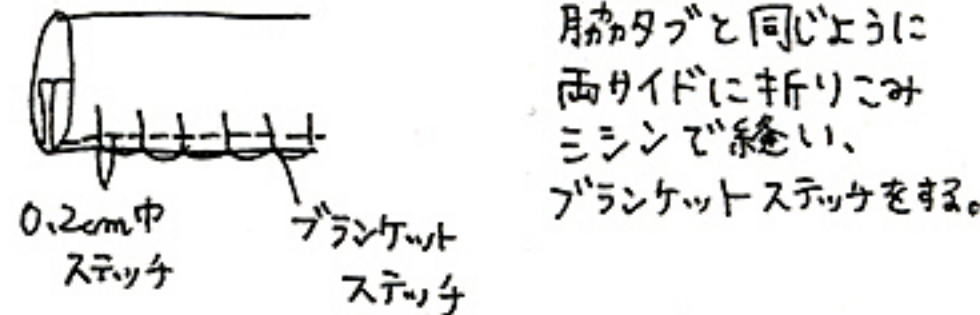 脇タブと同じように
両サイドに折りこみ
ミシンで縫い、
ブランケットステッチをする。
0.2cm巾
ステッチ
ブランケット
ステッチ